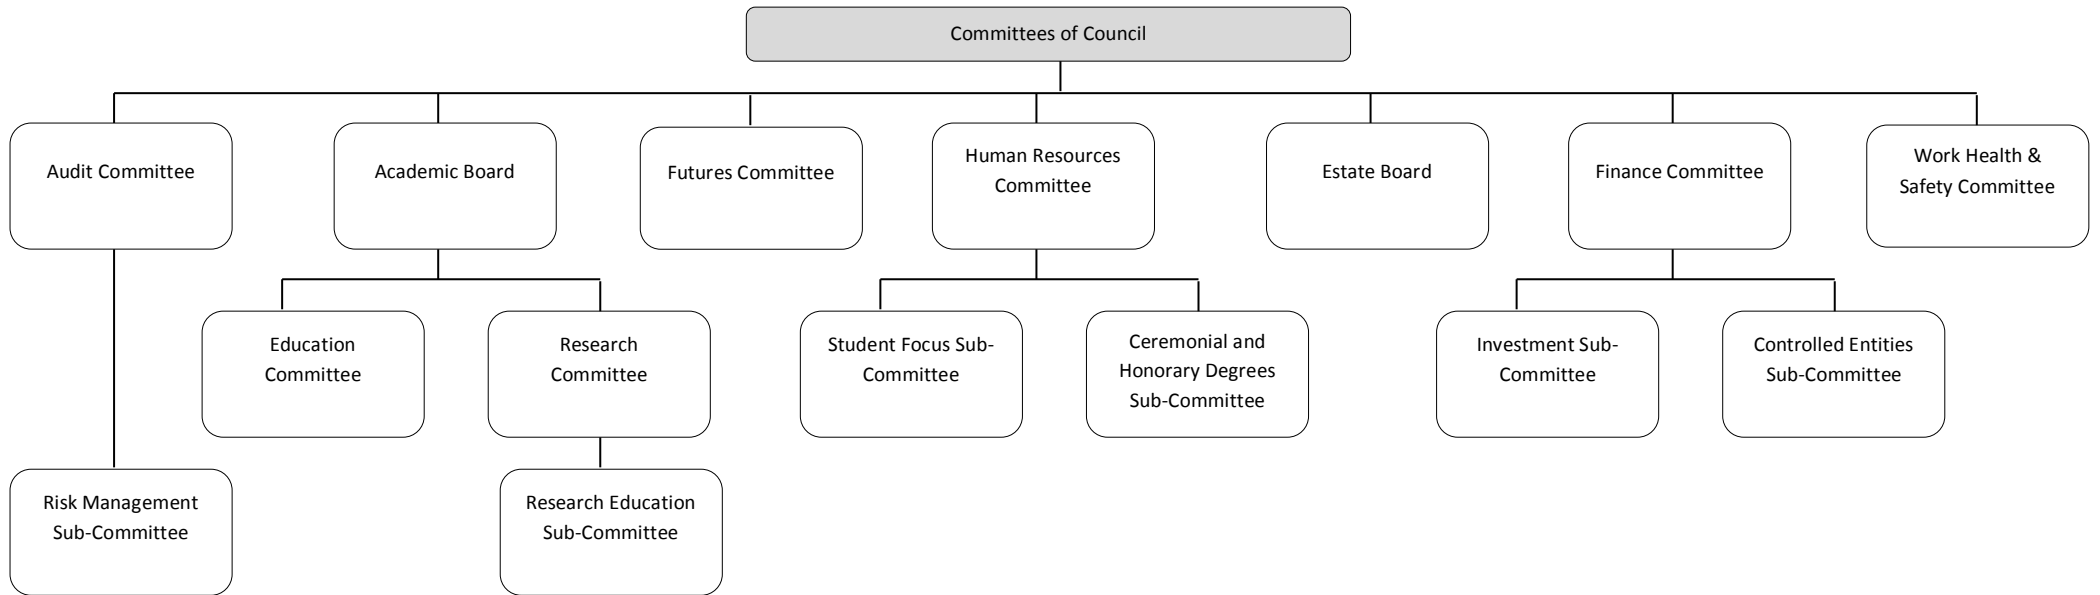 Committees of Council
Audit Committee
Academic Board
Futures Committee
Human Resources
Committee
Estate Board
Finance Committee
Work Health &
Safety Committee
Education
Committee
Research
Committee
Student Focus Sub-
Committee
Ceremonial and
Honorary Degrees
Sub-Committee
Investment Sub-
Committee
Controlled Entities
Sub-Committee
Risk Management
Sub-Committee
Research Education
Sub-Committee